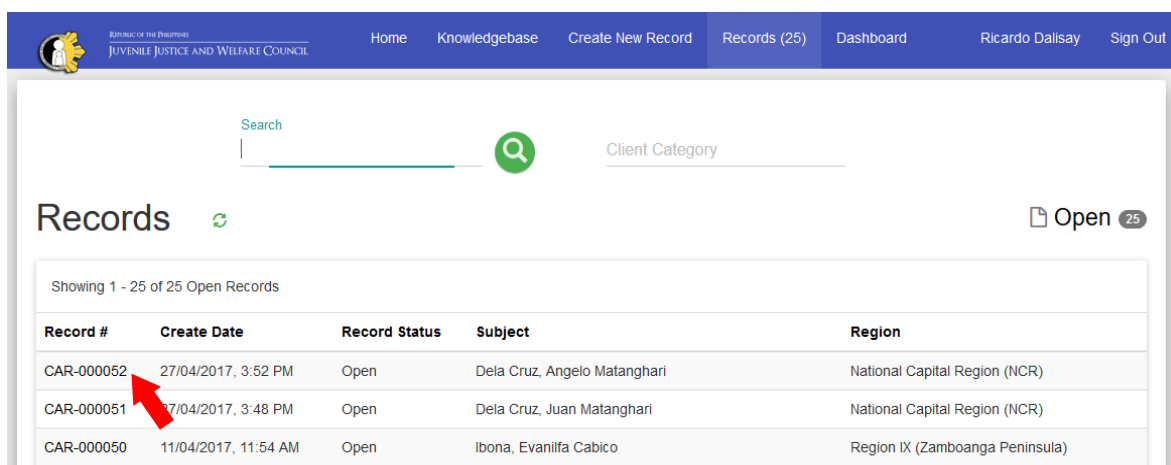 REPUBLIC OF THE PHILIPPINES
JUVENILE JUSTICE AND WELFARE COUNCIL
Home Knowledgebase Create New Record Records (25) Dashboard Ricardo Dalisay Sign Out
Search
Client Category
Records
Open 25
Showing 1 - 25 of 25 Open Records
Record # Create Date Record Status Subject Region
CAR-000052 27/04/2017, 3:52 PM Open Dela Cruz, Angelo Matanghari National Capital Region (NCR)
CAR-000051 27/04/2017, 3:48 PM Open Dela Cruz, Juan Matanghari National Capital Region (NCR)
CAR-000050 11/04/2017, 11:54 AM Open Ibona, Evanilfa Cabico Region IX (Zamboanga Peninsula)